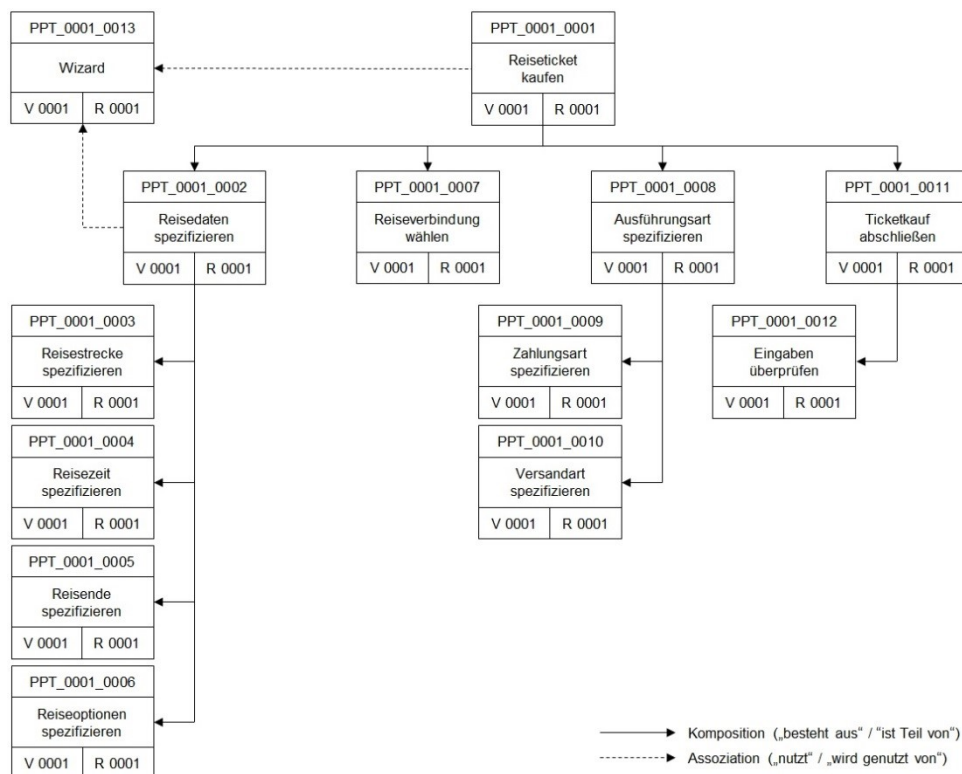 PPT_0001_0013
Wizard
V 0001 R 0001
PPT_0001_0001
Reiseticket
kaufen
V 0001 R 0001
PPT_0001_0002
Reisedaten
spezifizieren
V 0001 R 0001
PPT_0001_0007
Reiseverbindung
wählen
V 0001 R 0001
PPT_0001_0008
Ausführungsart
spezifizieren
V 0001 R 0001
PPT_0001_0011
Ticketkauf
abschließen
V 0001 R 0001
PPT_0001_0003
Reisestrecke
spezifizieren
V 0001 R 0001
PPT_0001_0009
Zahlungsart
spezifizieren
V 0001 R 0001
PPT_0001_0012
Eingaben
überprüfen
V 0001 R 0001
PPT_0001_0004
Reisezeit
spezifizieren
V 0001 R 0001
PPT_0001_0010
Versandart
spezifizieren
V 0001 R 0001
PPT_0001_0005
Reisende
spezifizieren
V 0001 R 0001
PPT_0001_0006
Reiseoptionen
spezifizieren
V 0001 R 0001
Komposition („besteht aus“ / “ist Teil von“)
Assoziation („nutzt“ / „wird genutzt von“)